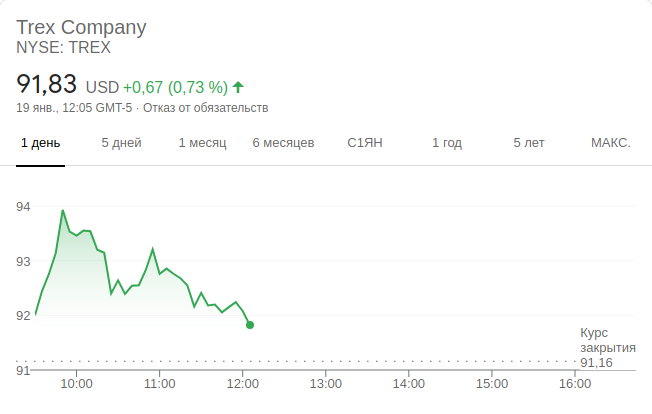 Trex Company
NYSE: TREX
91,83 USD +0,67 (0,73 %)
19 янв., 12:05 GMT-5 · Отказ от обязательств
1 день 5 дней 1 месяц 6 месяцев С1ЯН 1 год 5 лет МАКС.
94
93
92
Курс
закрытия
91,16
91
10:00 11:00 12:00 13:00 14:00 15:00 16:00